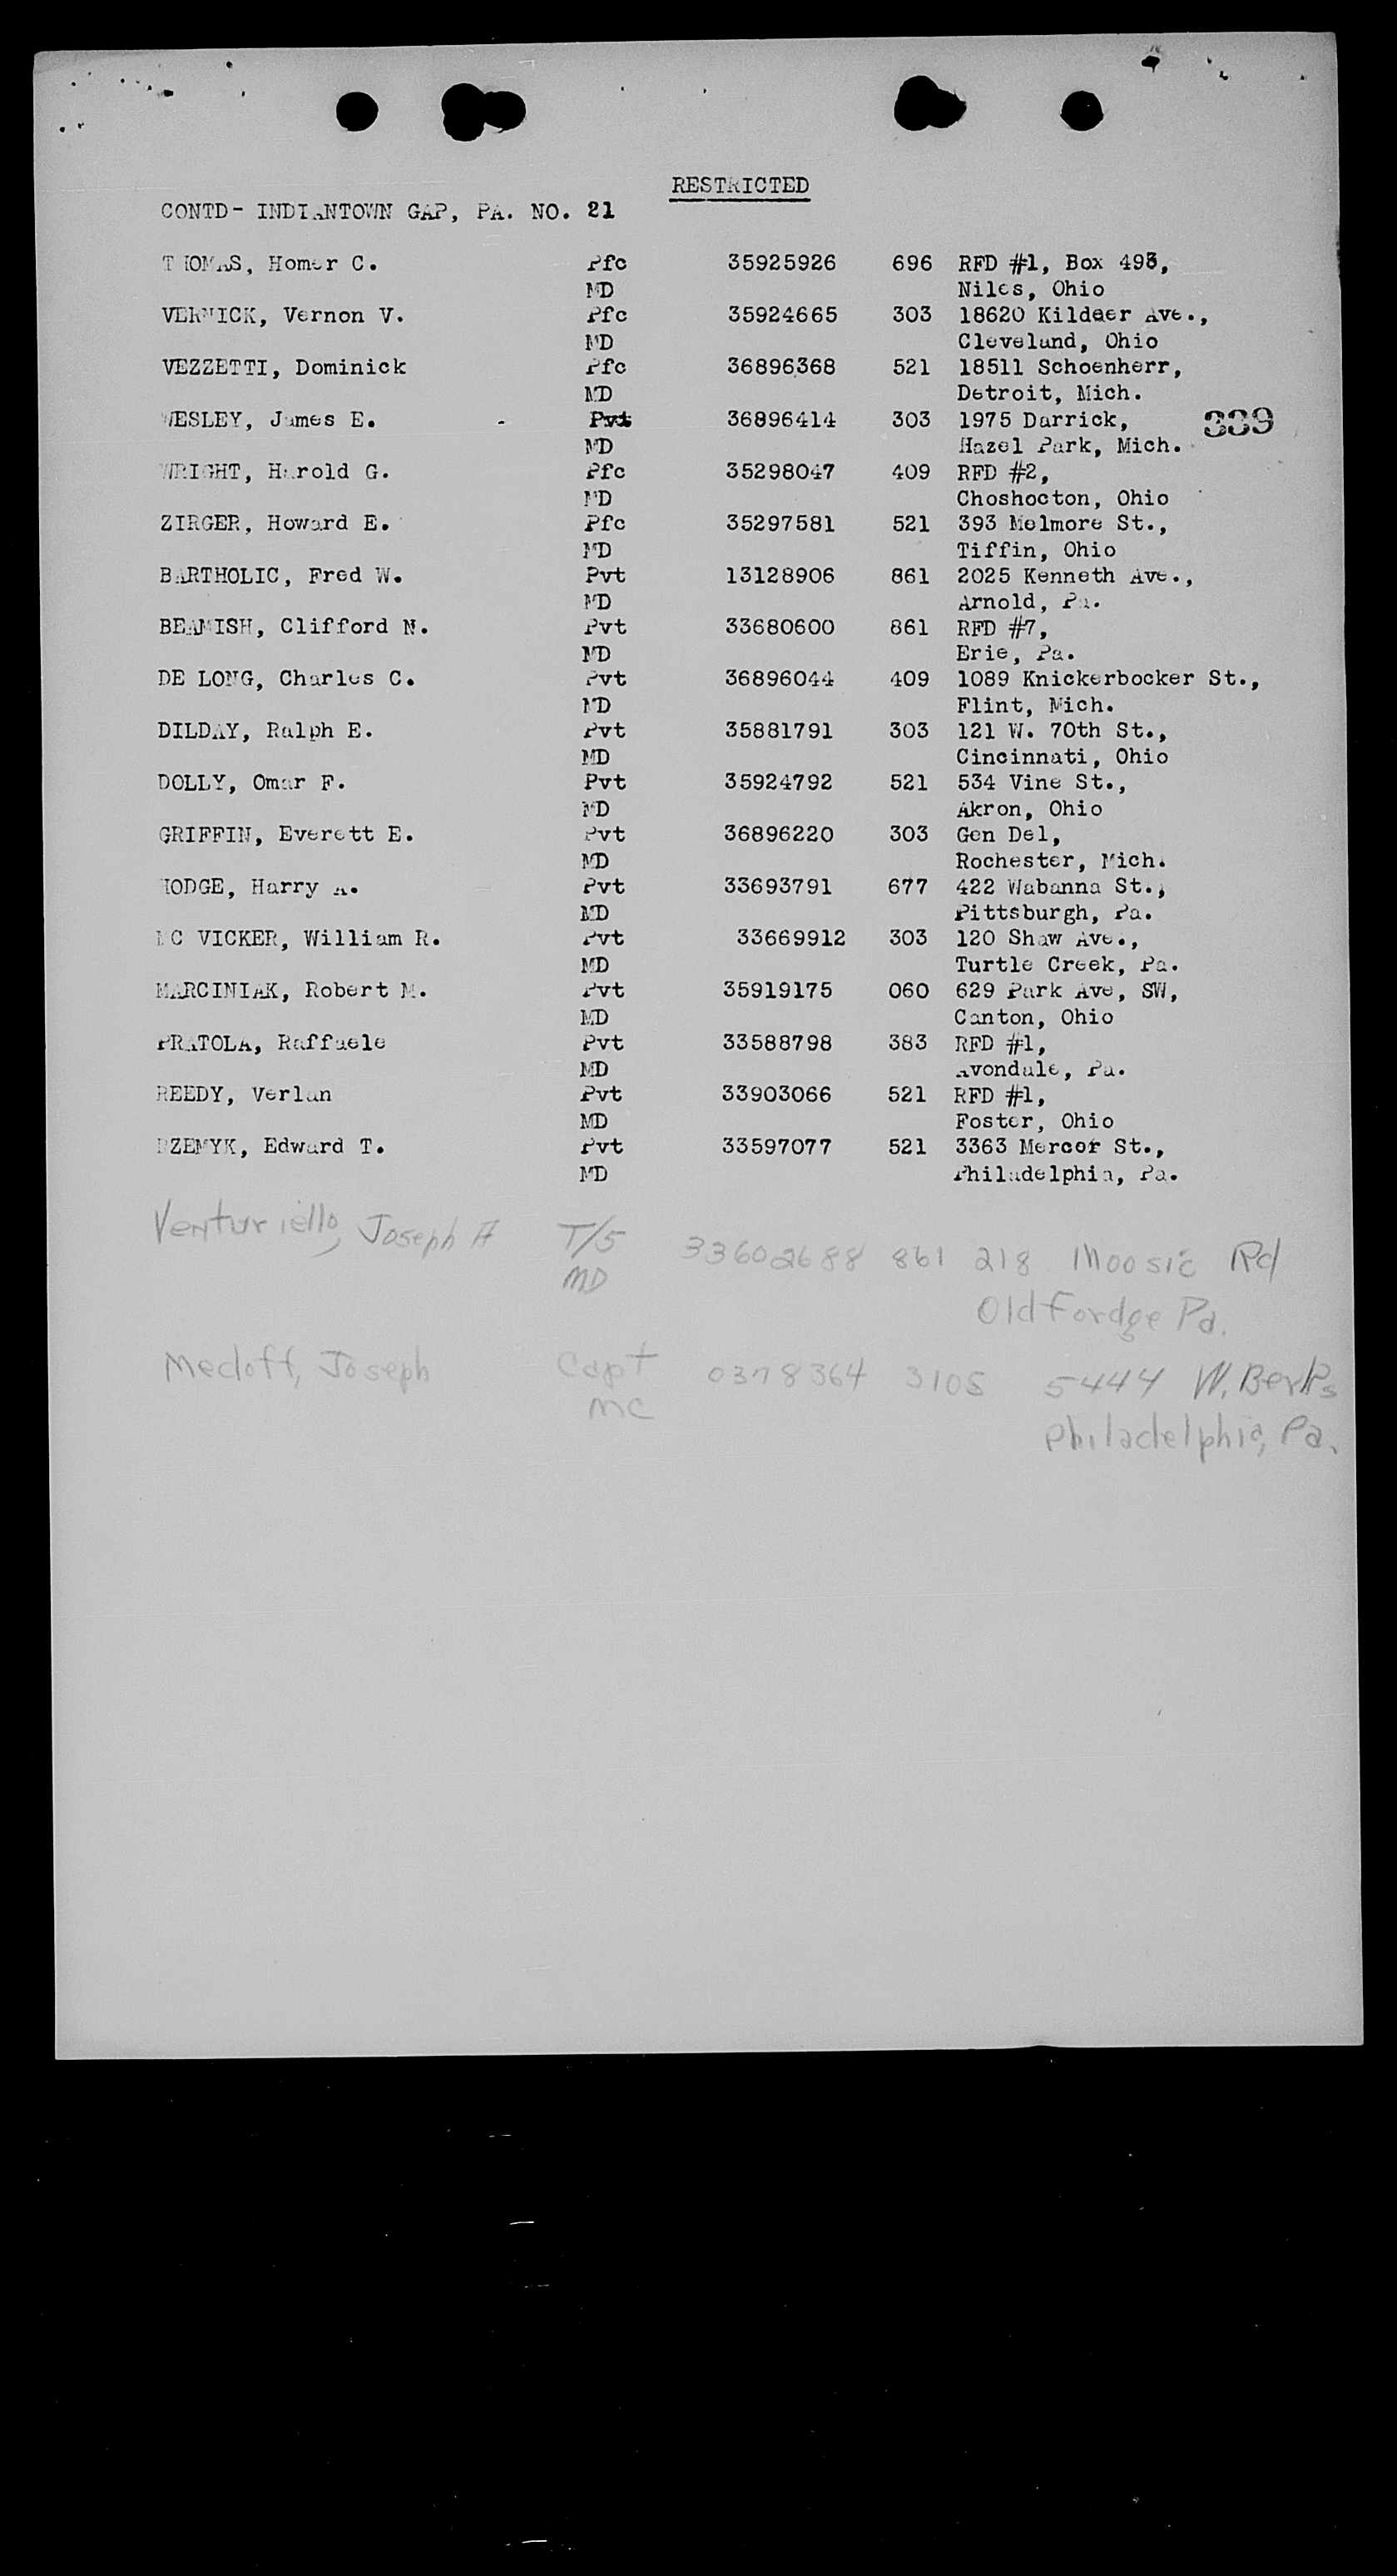 RESTRICTED
CONTD- INDIANTOWN GAP, PA. NO. 21
THOMAS, Homer C. Pfc 35925926 696 RFD #1, Box 493,
MD Niles, Ohio
VERNICK, Vernon V. Pfc 35924665 303 18620 Kildeer Ave.,
MD Cleveland, Ohio
VEZZETTI, Dominick Pfc 36896368 521 18511 Schoenherr,
MD Detroit, Mich.
WESLEY, James E. - Pvt 36896414 303 1975 Darrick, 339
MD Hazel Park, Mich.
WRIGHT, Harold G. Pfc 35298047 409 RFD #2,
MD Choshocton, Ohio
ZIRGER, Howard E. Pfc 35297581 521 393 Melmore St.,
MD Tiffin, Ohio
BARTHOLIC, Fred W. Pvt 13128906 861 2025 Kenneth Ave.,
MD Arnold, Pa.
BEAMISH, Clifford N. Pvt 33680600 861 RFD #7,
MD Erie, Pa.
DE LONG, Charles C. Pvt 36896044 409 1089 Knickerbocker St.,
MD Flint, Mich.
DILDAY, Ralph E. Pvt 35881791 303 121 W. 70th St.,
MD Cincinnati, Ohio
DOLLY, Omar F. Pvt 35924792 521 534 Vine St.,
MD Akron, Ohio
GRIFFIN, Everett E. Pvt 36896220 303 Gen Del,
MD Rochester, Mich.
HODGE, Harry A. Pvt 33693791 677 422 Wabanna St.,
MD Pittsburgh, Pa.
MC VICKER, William R. Pvt 33669912 303 120 Shaw Ave.,
MD Turtle Creek, Pa.
MARCINIAK, Robert M. Pvt 35919175 060 629 Park Ave, SW,
MD Canton, Ohio
PRATOLA, Raffaele Pvt 33588798 383 RFD #1,
MD Avondale, Pa.
REEDY, Verlan Pvt 33903066 521 RFD #1,
MD Foster, Ohio
RZEMYK, Edward T. Pvt 33597077 521 3363 Mercer St.,
MD Philadelphia, Pa.
Venturiello, Joseph A T/5 33602688 861 218 Moosic Rd
MD Old Fordge Pa.
Mecloff, Joseph Capt 0378364 3105 5444 W. Berks
MC Philadelphia, Pa.